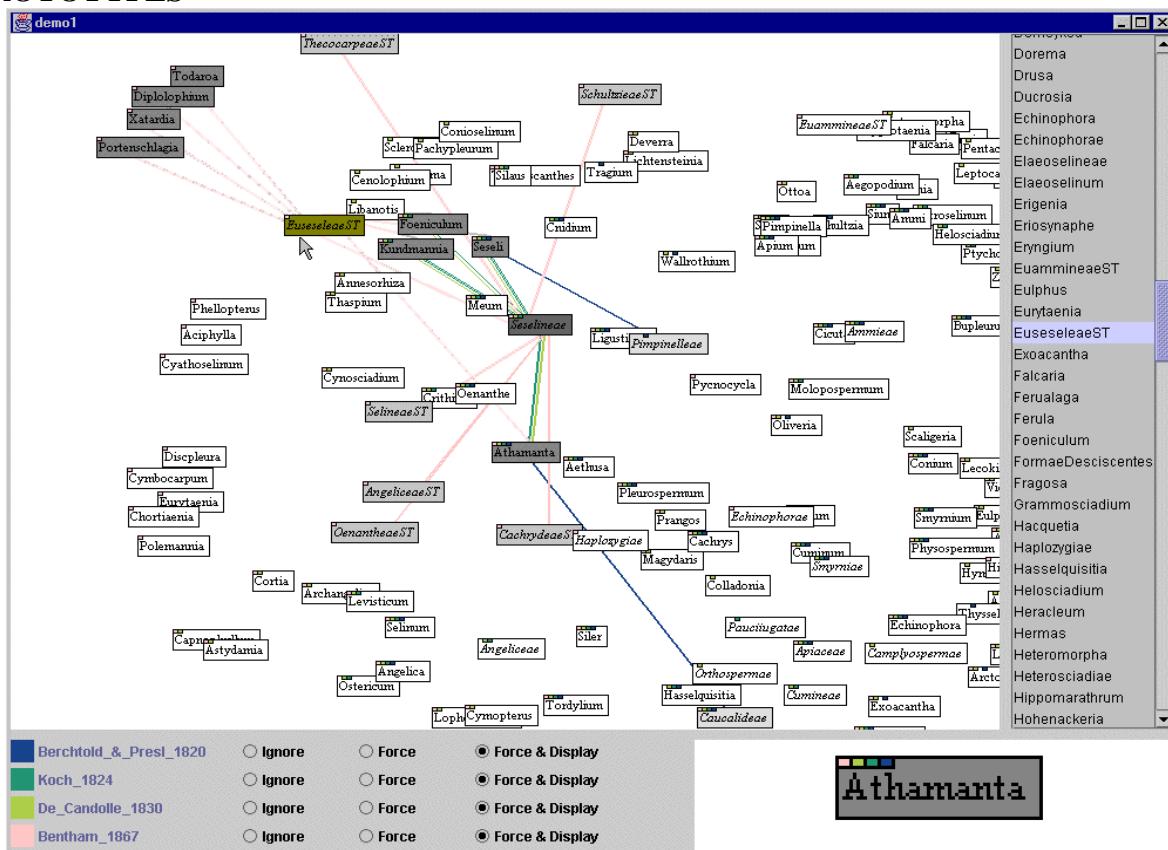 demo1
ThecocarpeaeST
Todaroa
Diplolophium
SchultzieaeST
Xatardia
EuammineaeST
Conioselinum
Portenschlagia
Pachypleurum
Deverra
Lichtensteinia
Falcaria
Silaus
Tragium
Cenolophium
Aegopodium
Ottoa
Libanotis
EuseseleaeST
Foeniculum
Cnidium
Pimpinella
Ammi
Kundmannia
Seseli
Apium
Wallrothium
Annesorhiza
Thaspium
Meum
Phellopterus
Seselineae
Aciphylla
Pimpinelleae
Ammieae
Cyathoselinum
Cynosciadium
Oenanthe
Pycnocycla
Molopospermum
SelineaeST
Oliveria
Scaligeria
Athamanta
Discpleura
Aethusa
Conium
Cymbocarpum
AngeliceaeST
Pleurospermum
Eurytaenia
Chortiaenia
Prangos
Echinophorae
Smyrnium
OenantheaeST
CachrydeaeST
Haplozygiae
Cachrys
Polemannia
Magydaris
Cuminum
Physospermum
Smyrniae
Cortia
Colladonia
Levisticum
Selinum
Siler
Echinophora
Astydamia
Angeliceae
Apiaceae
Camplyospermae
Angelica
Orthospermae
Ostericum
Hasselquisitia
Cumineae
Tordylium
Exoacantha
Cymopterus
Caucalideae
Dorema
Drusa
Ducrosia
Echinophora
Echinophorae
Elaeoselineae
Elaeoselinum
Erigenia
Eriosynaphe
Eryngium
EuammineaeST
Eulphus
Eurytaenia
EuseseleaeST
Exoacantha
Falcaria
Ferualaga
Ferula
Foeniculum
FormaeDesciscentes
Fragosa
Grammosciadium
Hacquetia
Haplozygiae
Hasselquisitia
Helosciadium
Heracleum
Hermas
Heteromorpha
Heterosciadiae
Hippomarathrum
Hohenackeria
Berchtold_&_Presl_1820 Ignore Force Force & Display
Koch_1824 Ignore Force Force & Display
De_Candolle_1830 Ignore Force Force & Display
Bentham_1867 Ignore Force Force & Display
Athamanta